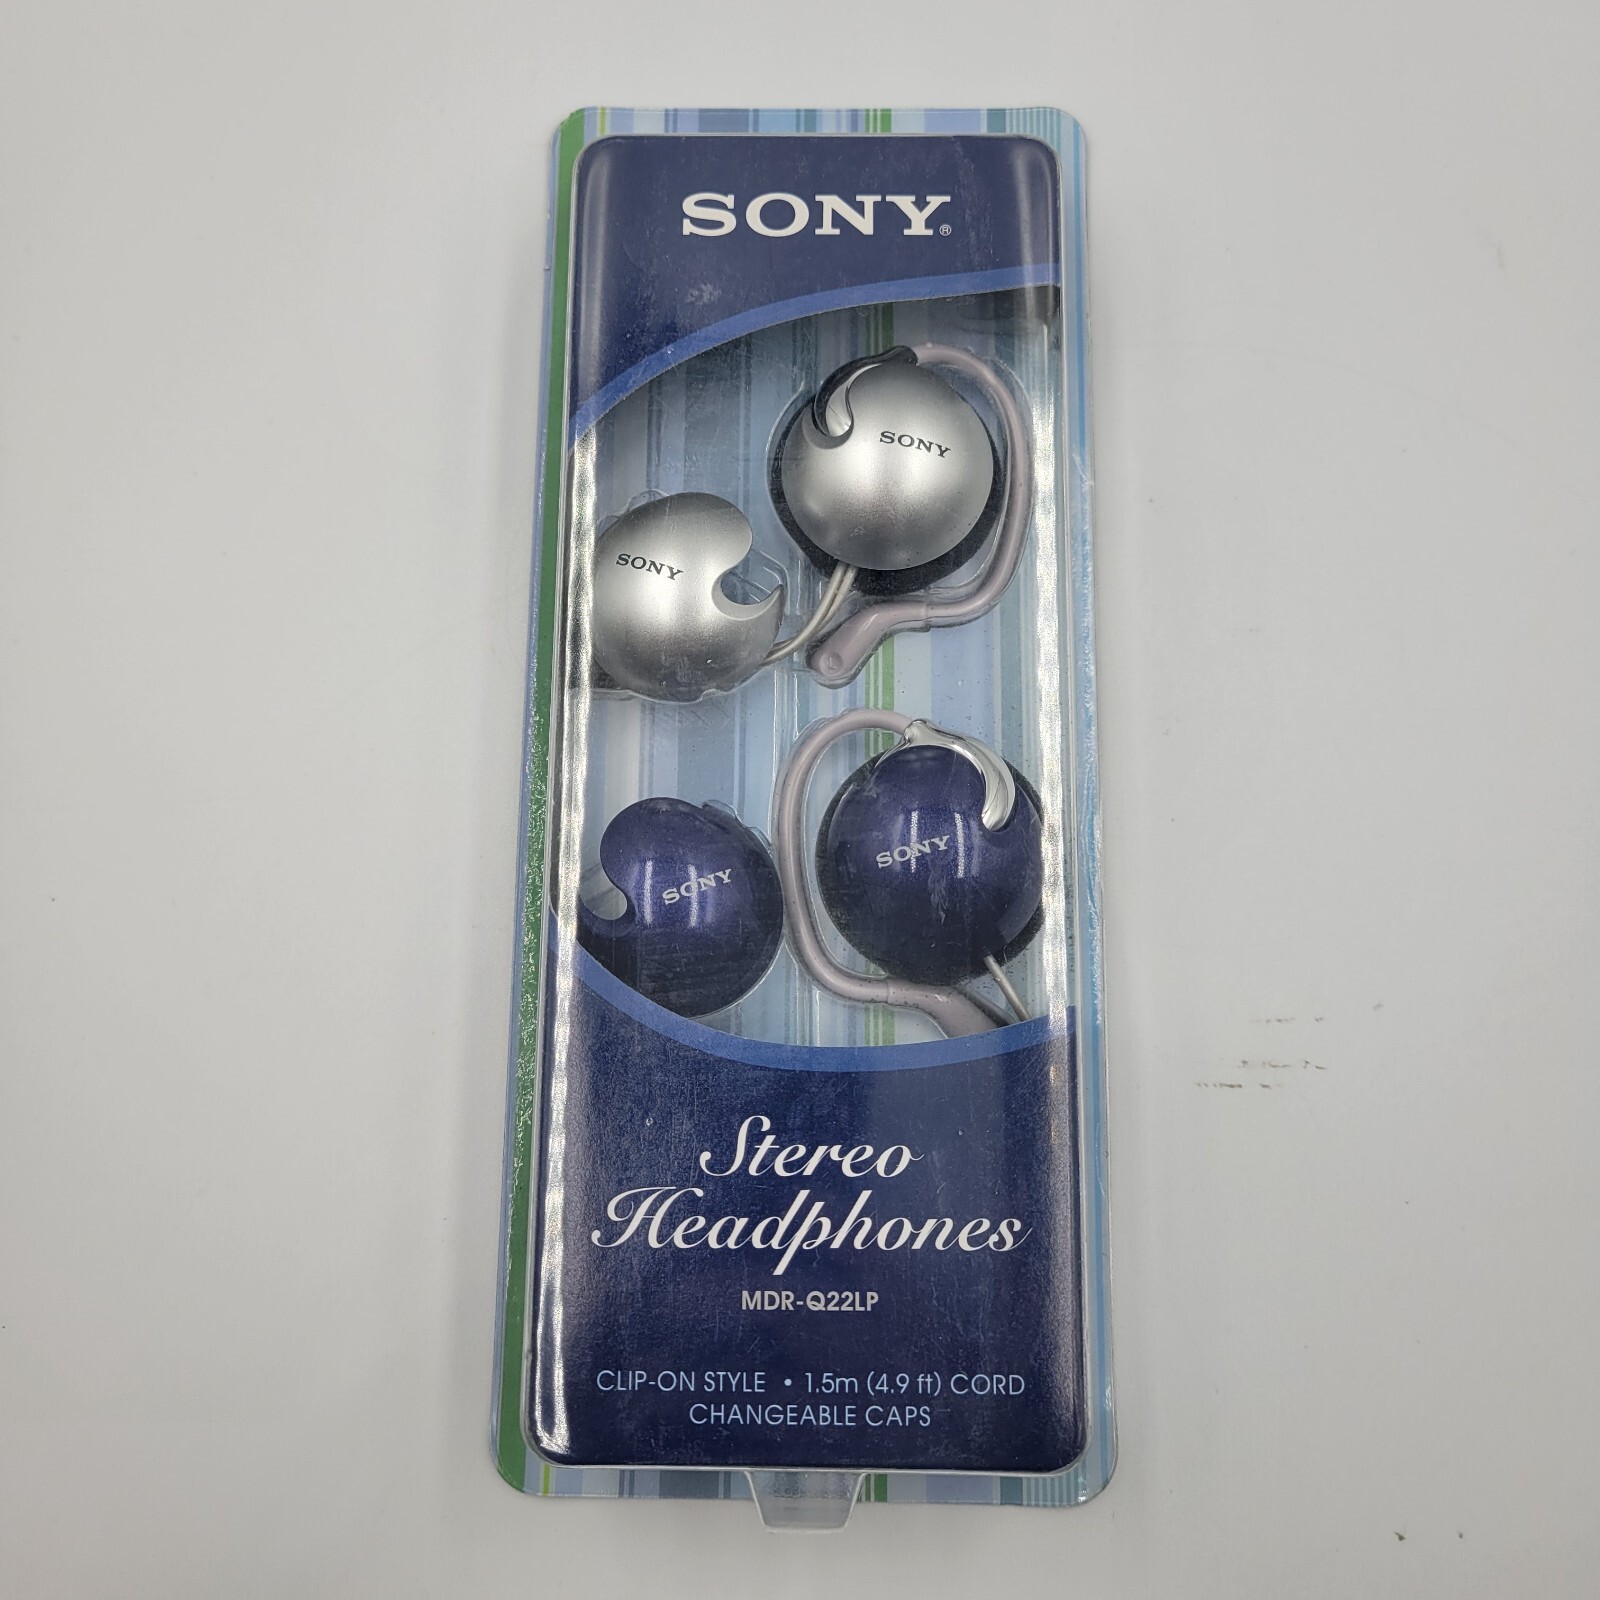 SONY®
SONY
SONY
SONY
SONY
Stereo
Headphones
MDR-Q22LP
CLIP-ON STYLE • 1.5m (4.9 ft) CORD
CHANGEABLE CAPS